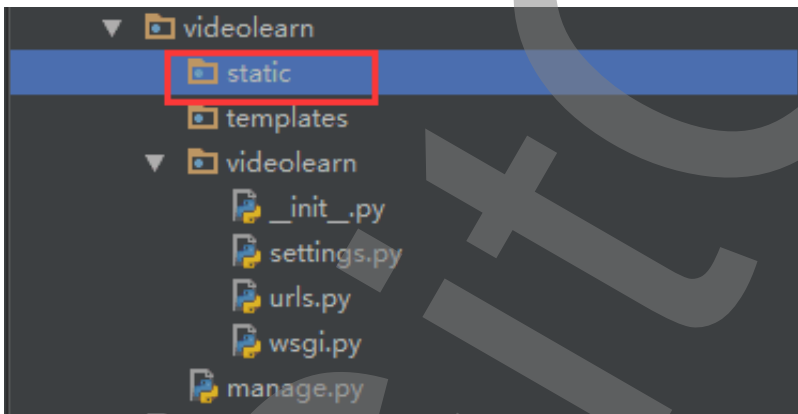 videolearn
static
templates
videolearn
__init__.py
settings.py
urls.py
wsgi.py
manage.py